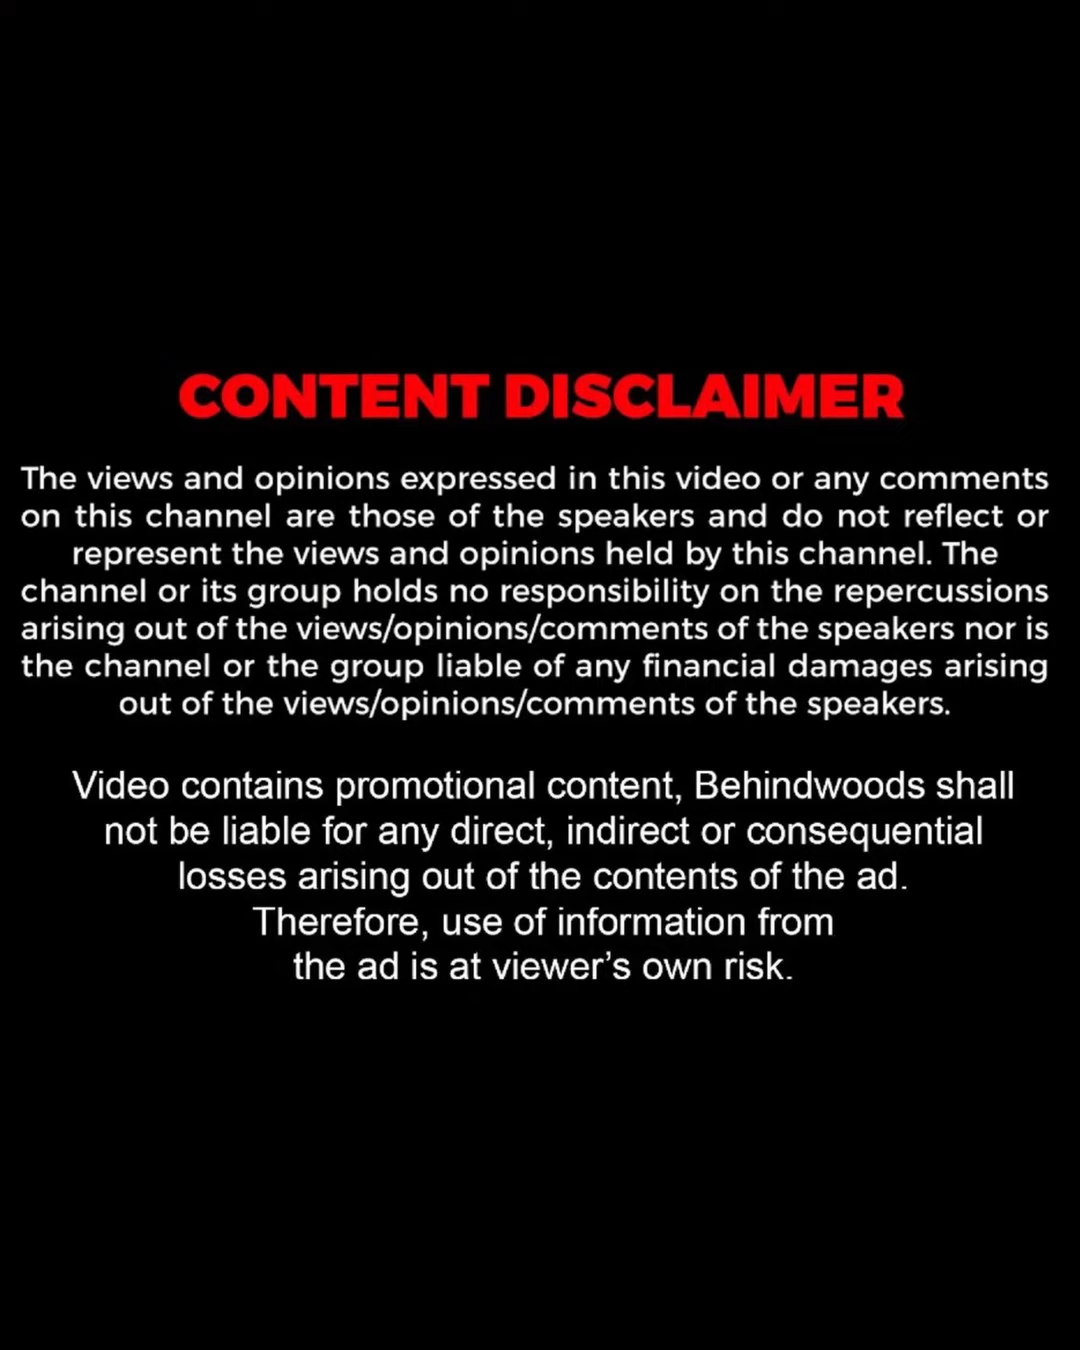 CONTENT DISCLAIMER
The views and opinions expressed in this video or any comments
on this channel are those of the speakers and do not reflect or
represent the views and opinions held by this channel. The
channel or its group holds no responsibility on the repercussions
arising out of the views/opinions/comments of the speakers nor is
the channel or the group liable of any financial damages arising
out of the views/opinions/comments of the speakers.
Video contains promotional content, Behindwoods shall
not be liable for any direct, indirect or consequential
losses arising out of the contents of the ad.
Therefore, use of information from
the ad is at viewer’s own risk.